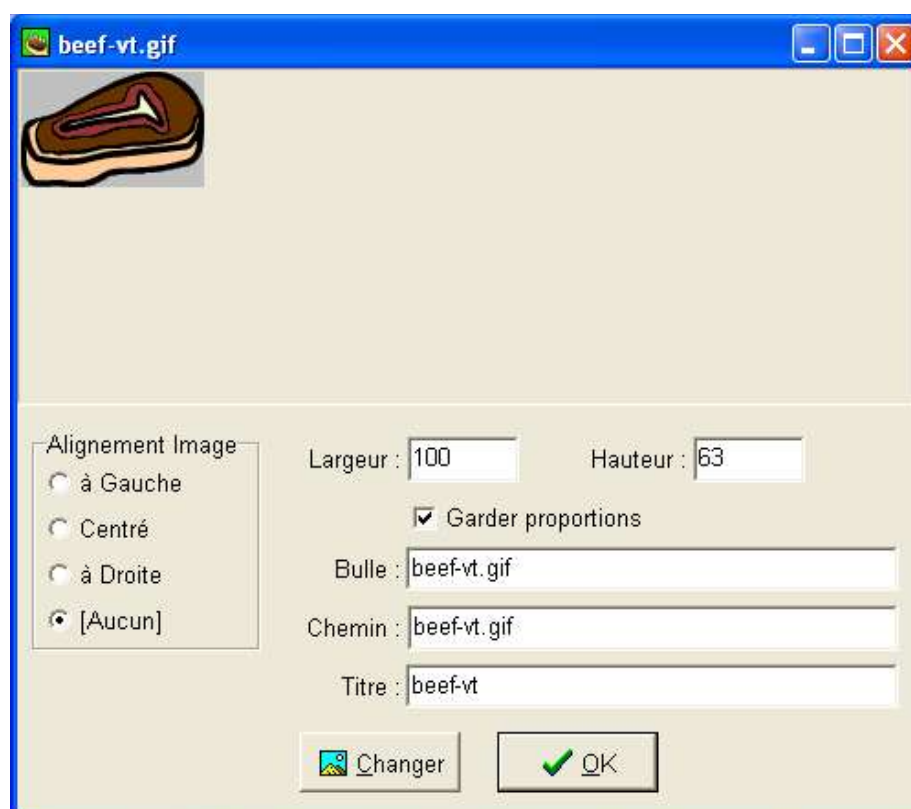 beef-vt.gif
Alignement Image
à Gauche
Centré
à Droite
[Aucun]
Largeur : 100 Hauteur : 63
Garder proportions
Bulle : beef-vt.gif
Chemin : beef-vt.gif
Titre : beef-vt
Changer OK